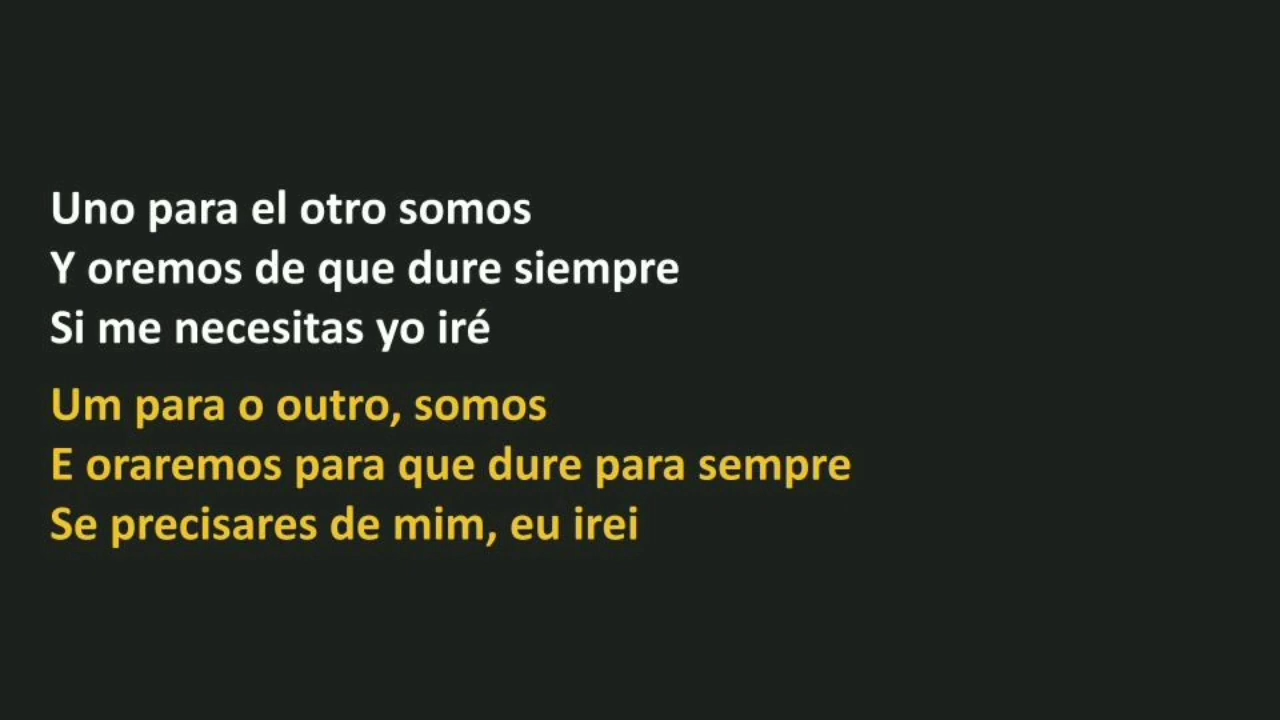 Uno para el otro somos
Y oremos de que dure siempre
Si me necesitas yo iré
Um para o outro, somos
E oraremos para que dure para sempre
Se precisares de mim, eu irei